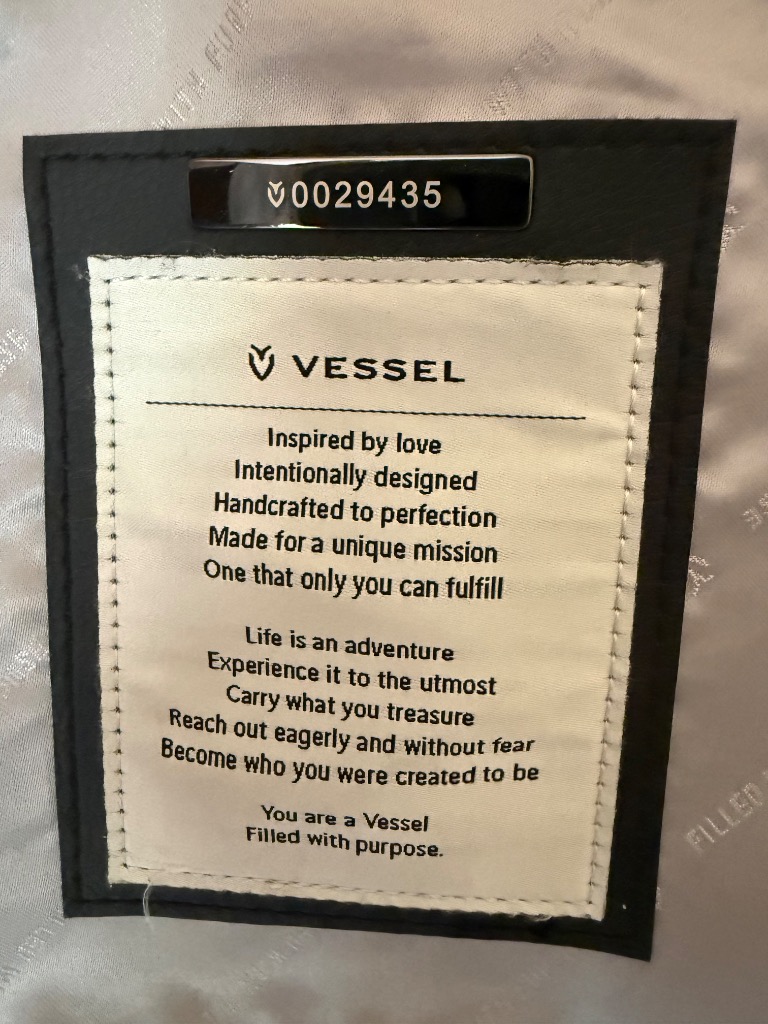 0029435
VESSEL
Inspired by love
Intentionally designed
Handcrafted to perfection
Made for a unique mission
One that only you can fulfill
Life is an adventure
Experience it to the utmost
Carry what you treasure
Reach out eagerly and without fear
Become who you were created to be
You are a Vessel
Filled with purpose.
FILLED